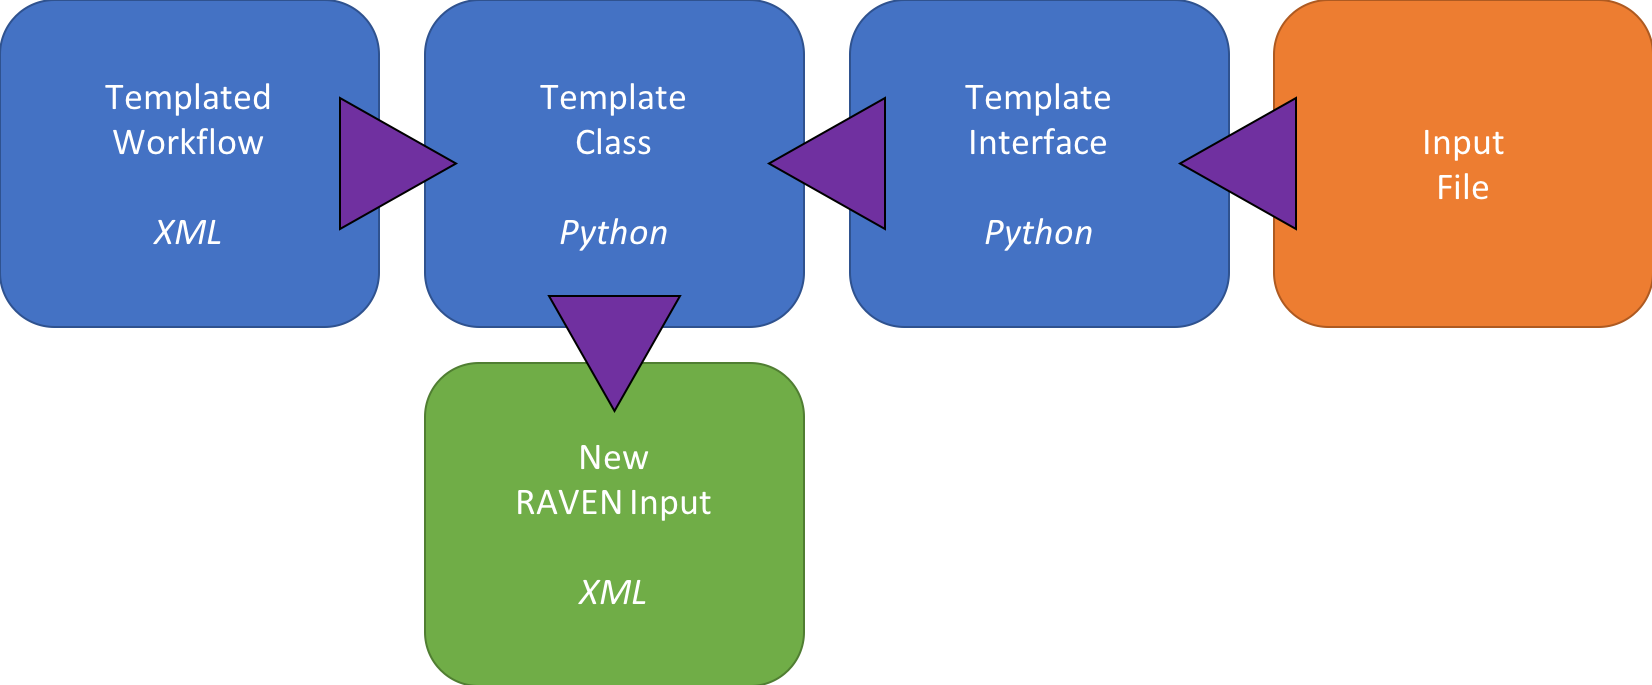 Templated
Workflow
XML
Template
Class
Python
Template
Interface
Python
Input
File
New
RAVEN Input
XML